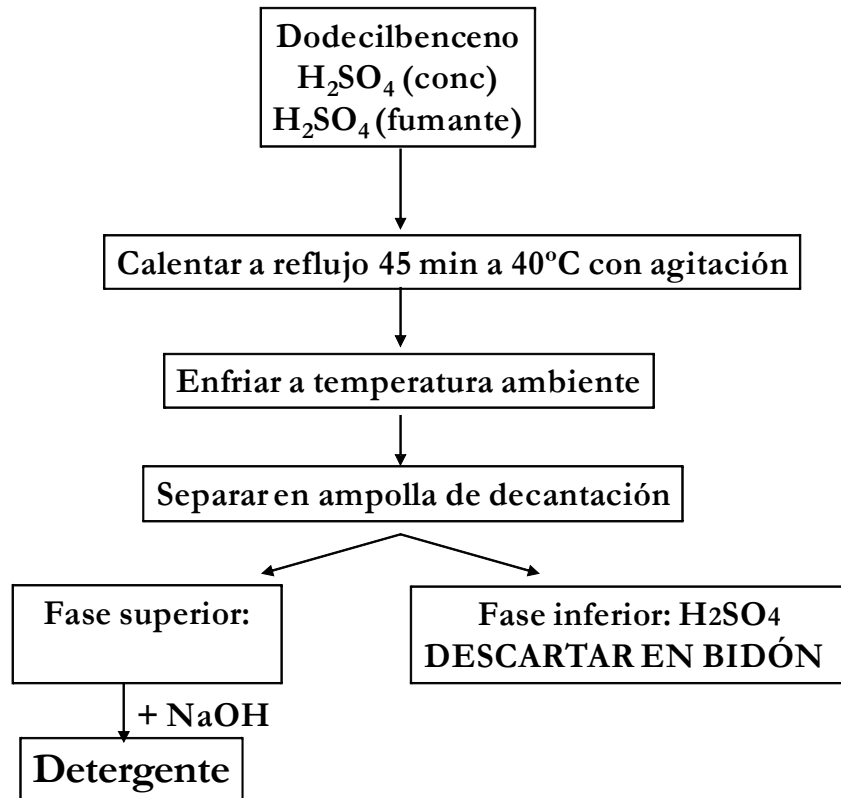 Dodecilbenceno
H₂SO₄ (conc)
H₂SO₄ (fumante)
Calentar a reflujo 45 min a 40ºC con agitación
Enfriar a temperatura ambiente
Separar en ampolla de decantación
Fase superior:
Fase inferior: H2SO4
DESCARTAR EN BIDÓN
+ NaOH
Detergente